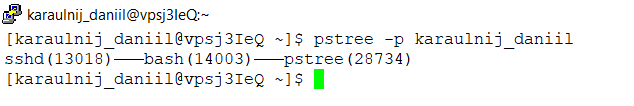 karaulnij_daniil@vpsj3IeQ:~
[karaulnij_daniil@vpsj3IeQ ~]$ pstree -p karaulnij_daniil
sshd(13018)───bash(14003)───pstree(28734)
[karaulnij_daniil@vpsj3IeQ ~]$